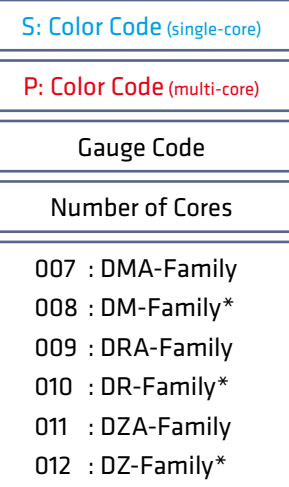 S: Color Code (single-core)
P: Color Code (multi-core)
Gauge Code
Number of Cores
007 : DMA-Family
008 : DM-Family*
009 : DRA-Family
010 : DR-Family*
011 : DZA-Family
012 : DZ-Family*